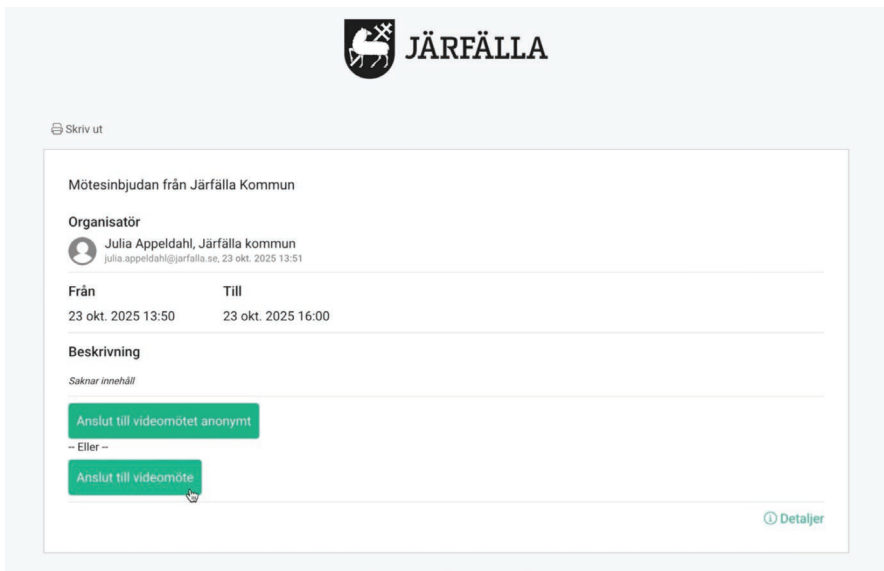 JÄRFÄLLA
Skriv ut
Mötesinbjudan från Järfälla Kommun
Organisatör
Julia Appeldahl, Järfälla kommun
julia.appeldahl@jarfalla.se, 23 okt. 2025 13:51
Från Till
23 okt. 2025 13:50 23 okt. 2025 16:00
Beskrivning
Saknar innehåll
Anslut till videomötet anonymt
-- Eller --
Anslut till videomöte
Detaljer